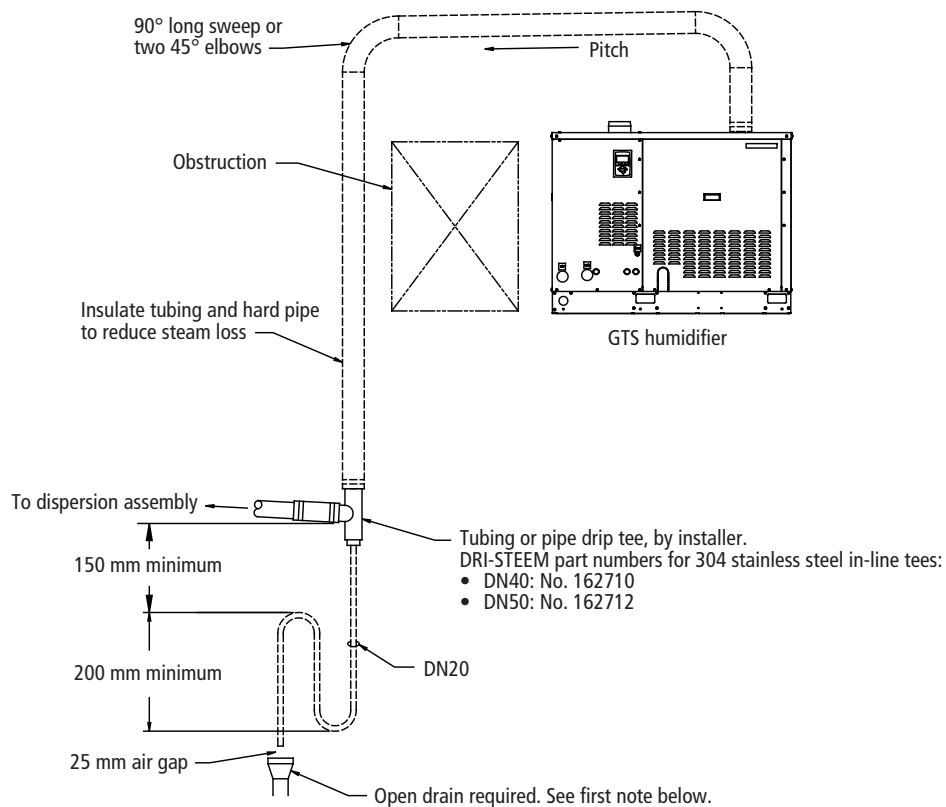 90° long sweep or
two 45° elbows
Pitch
Obstruction
Insulate tubing and hard pipe
to reduce steam loss
GTS humidifier
To dispersion assembly
Tubing or pipe drip tee, by installer.
DRI-STEEM part numbers for 304 stainless steel in-line tees:
• DN40: No. 162710
• DN50: No. 162712
150 mm minimum
200 mm minimum
DN20
25 mm air gap
Open drain required. See first note below.